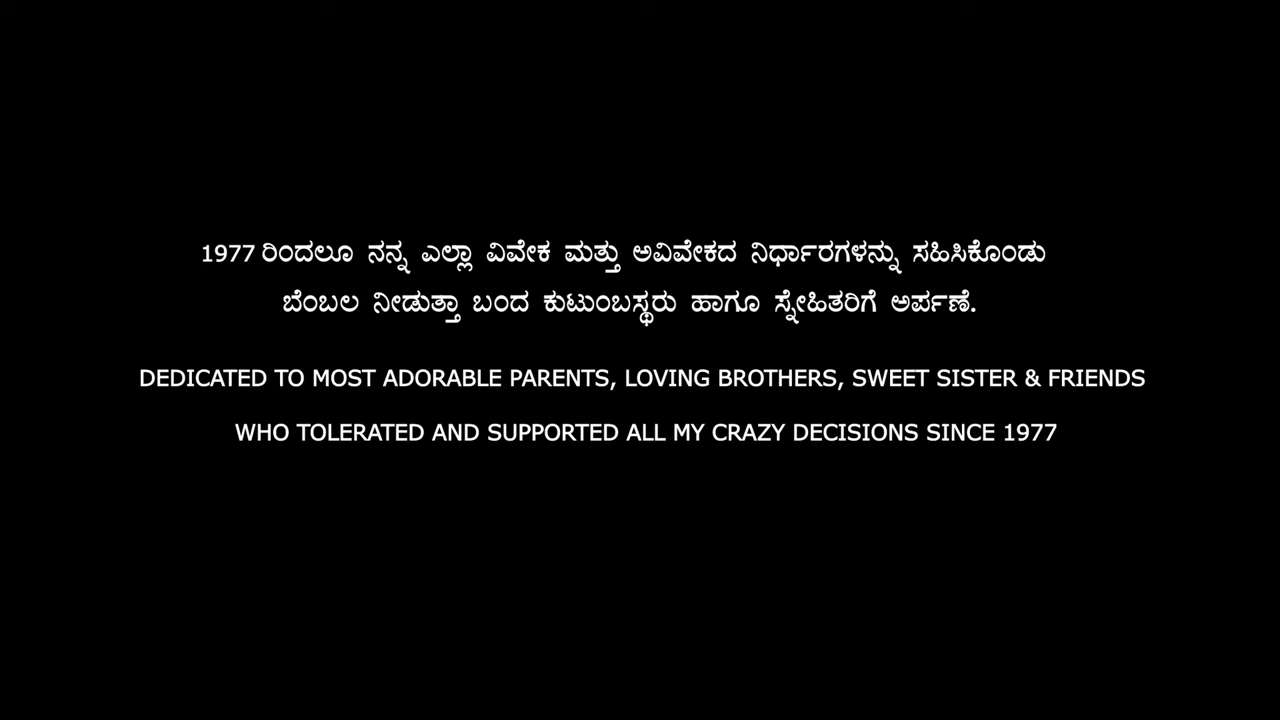 1977 ರಿಂದಲೂ ನನ್ನ ಎಲ್ಲಾ ವಿವೇಕ ಮತ್ತು ಅವಿವೇಕದ ನಿರ್ಧಾರಗಳನ್ನು ಸಹಿಸಿಕೊಂಡು
ಬೆಂಬಲ ನೀಡುತ್ತಾ ಬಂದ ಕುಟುಂಬಸ್ಥರು ಹಾಗೂ ಸ್ನೇಹಿತರಿಗೆ ಅರ್ಪಣೆ.
DEDICATED TO MOST ADORABLE PARENTS, LOVING BROTHERS, SWEET SISTER & FRIENDS
WHO TOLERATED AND SUPPORTED ALL MY CRAZY DECISIONS SINCE 1977